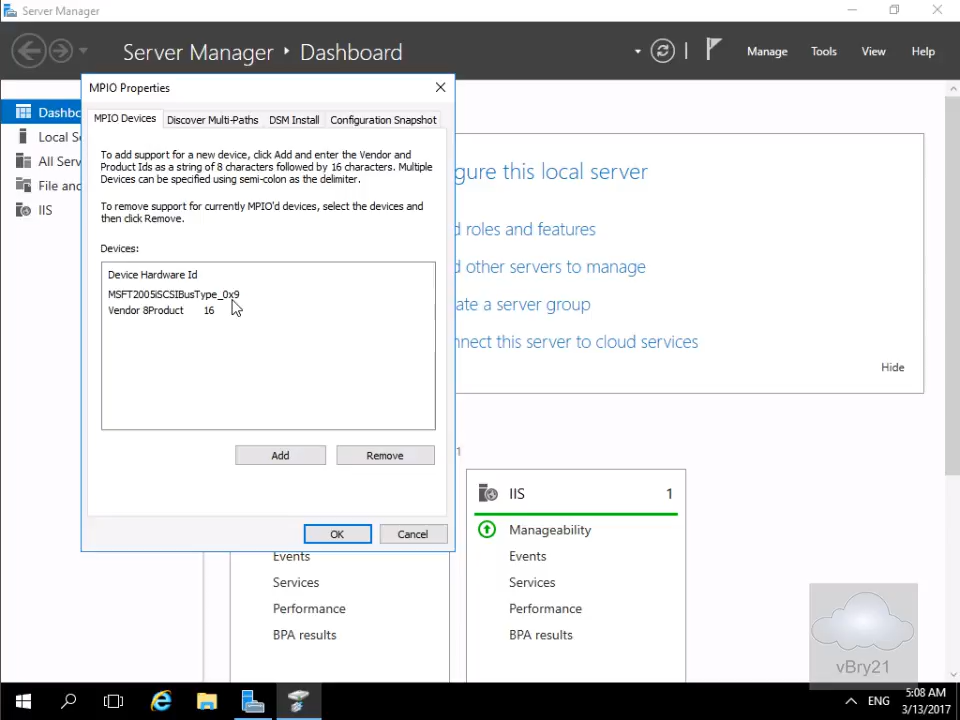 Server Manager
Server Manager • Dashboard
Manage
Tools
View
Help
MPIO Properties
MPIO Devices
Discover Multi-Paths
DSM Install
Configuration Snapshot
To add support for a new device, click Add and enter the Vendor and
Product Ids as a string of 8 characters followed by 16 characters. Multiple
Devices can be specified using semi-colon as the delimiter.
To remove support for currently MPIO'd devices, select the devices and
then click Remove.
Devices:
Device Hardware Id
MSFT2005iSCSIBusType_0x9
Vendor 8Product 16
Add
Remove
OK
Cancel
Dashbo
Local Se
All Serv
File and
IIS
gure this local server
d roles and features
d other servers to manage
ate a server group
nnect this server to cloud services
Hide
1
Events
Services
Performance
BPA results
IIS
1
Manageability
Events
Services
Performance
BPA results
vBry21
ENG
5:08 AM
3/13/2017